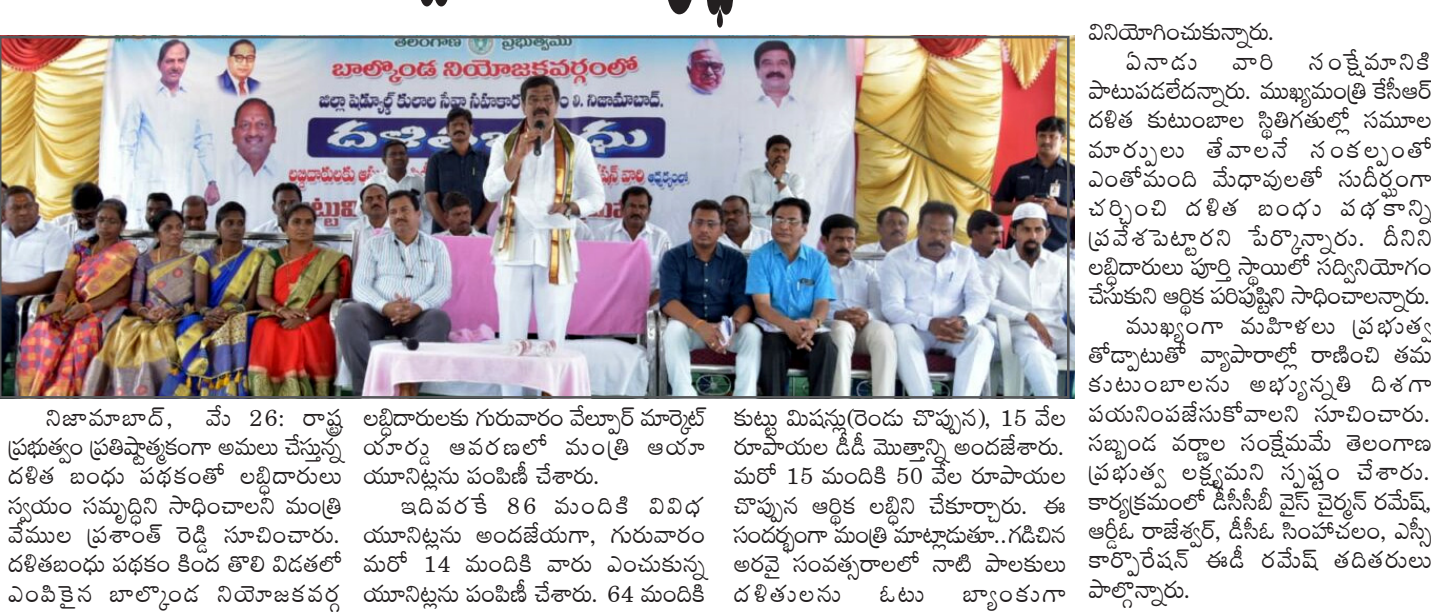 తెలంగాణ ప్రభుత్వము
బాల్కొండ నియోజకవర్గంలో
జిల్లా షెడ్యూల్డ్ కులాల సేవా సహకార
లి. నిజామాబాద్.
లబ్ధిదారులకు
వారి ఆధ్వర్యంలో
నిజామాబాద్, మే 26: రాష్ట్ర
ప్రభుత్వం ప్రతిష్టాత్మకంగా అమలు చేస్తున్న
దళిత బంధు పథకంతో లబ్ధిదారులు
స్వయం సమృద్ధిని సాధించాలని మంత్రి
వేముల ప్రశాంత్ రెడ్డి సూచించారు.
దళితబంధు పథకం కింద తొలి విడతలో
ఎంపికైన బాల్కొండ నియోజకవర్గ
లబ్ధిదారులకు గురువారం వేల్పూర్ మార్కెట్
యార్డు ఆవరణలో మంత్రి ఆయా
యూనిట్లను పంపిణీ చేశారు.
ఇదివరకే 86 మందికి వివిధ
యూనిట్లను అందజేయగా, గురువారం
మరో 14 మందికి వారు ఎంచుకున్న
యూనిట్లను పంపిణీ చేశారు. 64 మందికి
కుట్టు మిషన్లు(రెండు చొప్పున), 15 వేల
రూపాయల డీడీ మొత్తాన్ని అందజేశారు.
మరో 15 మందికి 50 వేల రూపాయల
చొప్పున ఆర్థిక లబ్ధిని చేకూర్చారు. ఈ
సందర్భంగా మంత్రి మాట్లాడుతూ..గడిచిన
అరవై సంవత్సరాలలో నాటి పాలకులు
దళితులను ఓటు బ్యాంకుగా
వినియోగించుకున్నారు.
ఏనాడు వారి సంక్షేమానికి
పాటుపడలేదన్నారు. ముఖ్యమంత్రి కేసీఆర్
దళిత కుటుంబాల స్థితిగతుల్లో సమూల
మార్పులు తేవాలనే సంకల్పంతో
ఎంతోమంది మేధావులతో సుదీర్ఘంగా
చర్చించి దళిత బంధు పథకాన్ని
ప్రవేశపెట్టారని పేర్కొన్నారు. దీనిని
లబ్ధిదారులు పూర్తి స్థాయిలో సద్వినియోగం
చేసుకుని ఆర్థిక పరిపుష్టిని సాధించాలన్నారు.
ముఖ్యంగా మహిళలు ప్రభుత్వ
తోడ్పాటుతో వ్యాపారాల్లో రాణించి తమ
కుటుంబాలను అభ్యున్నతి దిశగా
పయనింపజేసుకోవాలని సూచించారు.
సబ్బండ వర్ణాల సంక్షేమమే తెలంగాణ
ప్రభుత్వ లక్ష్యమని స్పష్టం చేశారు.
కార్యక్రమంలో డీసీసీబీ వైస్ చైర్మన్ రమేష్,
ఆర్డీఓ రాజేశ్వర్, డీసీఓ సింహాచలం, ఎస్సీ
కార్పొరేషన్ ఈడీ రమేష్ తదితరులు
పాల్గొన్నారు.